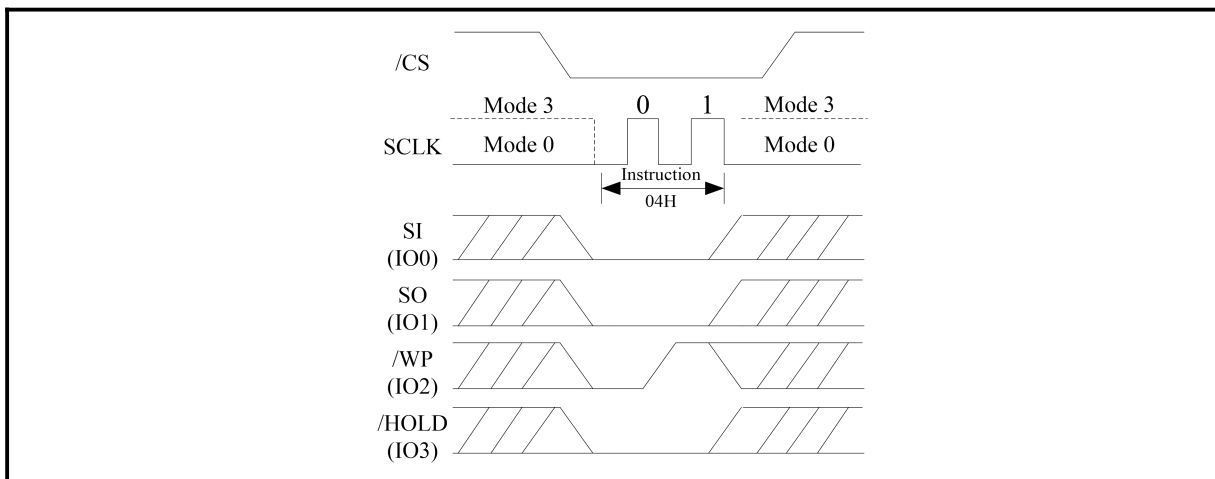 /CS
Mode 3 0 1 Mode 3
SCLK Mode 0 Mode 0
Instruction
04H
SI
(IO0)
SO
(IO1)
/WP
(IO2)
/HOLD
(IO3)